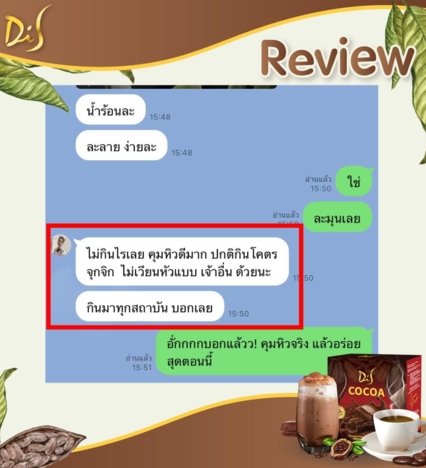 DiS
Review
น้ำร้อนละ
15:48
ละลาย ง่ายละ
15:48
อ่านแล้ว
15:50
ใช่
อ่านแล้ว
15:50
ละมุนเลย
ไม่กินไรเลย คุมหิวดีมาก ปกติกินโคตร
จุกจิก ไม่เวียนหัวแบบ เจ้าอื่น ด้วยนะ
15:50
กินมาทุกสถาบัน บอกเลย
15:50
อั่กกกกบอกแล้วว! คุมหิวจริง แล้วอร่อย
สุดตอนนี้
อ่านแล้ว
15:51
DiS
COCOA